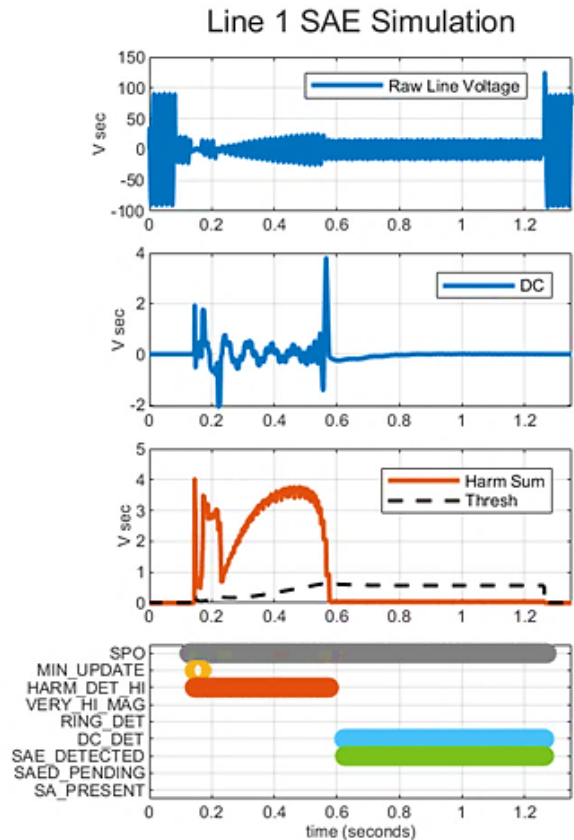 Line 1 SAE Simulation
150
100
50
0
-50
-100
V sec
Raw Line Voltage
0 0.2 0.4 0.6 0.8 1 1.2
4
2
0
-2
V sec
DC
0 0.2 0.4 0.6 0.8 1 1.2
5
4
3
2
1
0
V sec
Harm Sum
Thresh
0 0.2 0.4 0.6 0.8 1 1.2
SPO
MIN_UPDATE
HARM_DET_HI
VERY_HI_MAG
RING_DET
DC_DET
SAE_DETECTED
SAED_PENDING
SA_PRESENT
0 0.2 0.4 0.6 0.8 1 1.2
time (seconds)